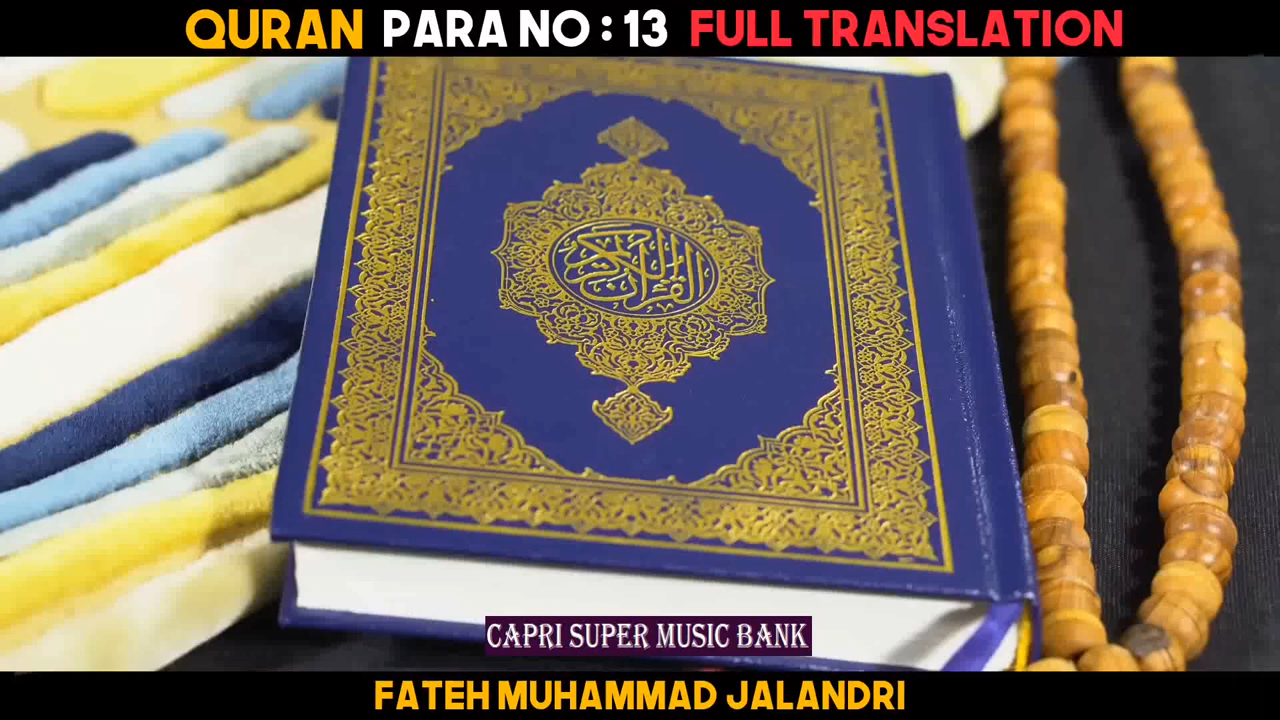 QURAN PARA NO : 13 FULL TRANSLATION
القرآن الكريم
CAPRI SUPER MUSIC BANK
FATEH MUHAMMAD JALANDRI